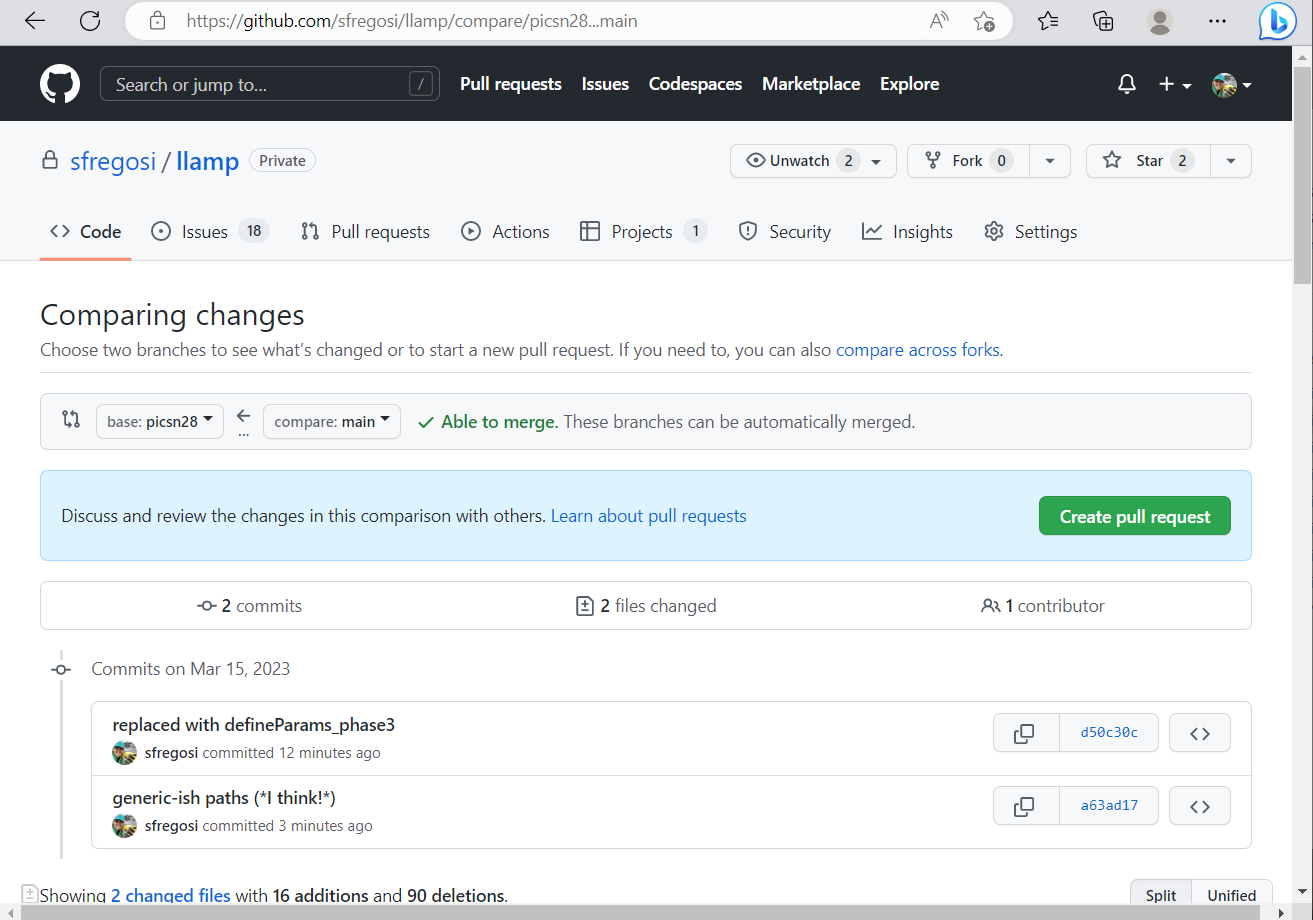 https://github.com/sfregosi/llamp/compare/picsn28...main
Search or jump to... / Pull requests Issues Codespaces Marketplace Explore
sfregosi / llamp Private Unwatch 2 Fork 0 Star 2
Code Issues 18 Pull requests Actions Projects 1 Security Insights Settings
Comparing changes
Choose two branches to see what's changed or to start a new pull request. If you need to, you can also compare across forks.
base: picsn28 ... compare: main Able to merge. These branches can be automatically merged.
Discuss and review the changes in this comparison with others. Learn about pull requests Create pull request
2 commits 2 files changed 1 contributor
Commits on Mar 15, 2023
replaced with defineParams_phase3
sfregosi committed 12 minutes ago
d50c30c
generic-ish paths (*I think!*)
sfregosi committed 3 minutes ago
a63ad17
Showing 2 changed files with 16 additions and 90 deletions.
Split Unified